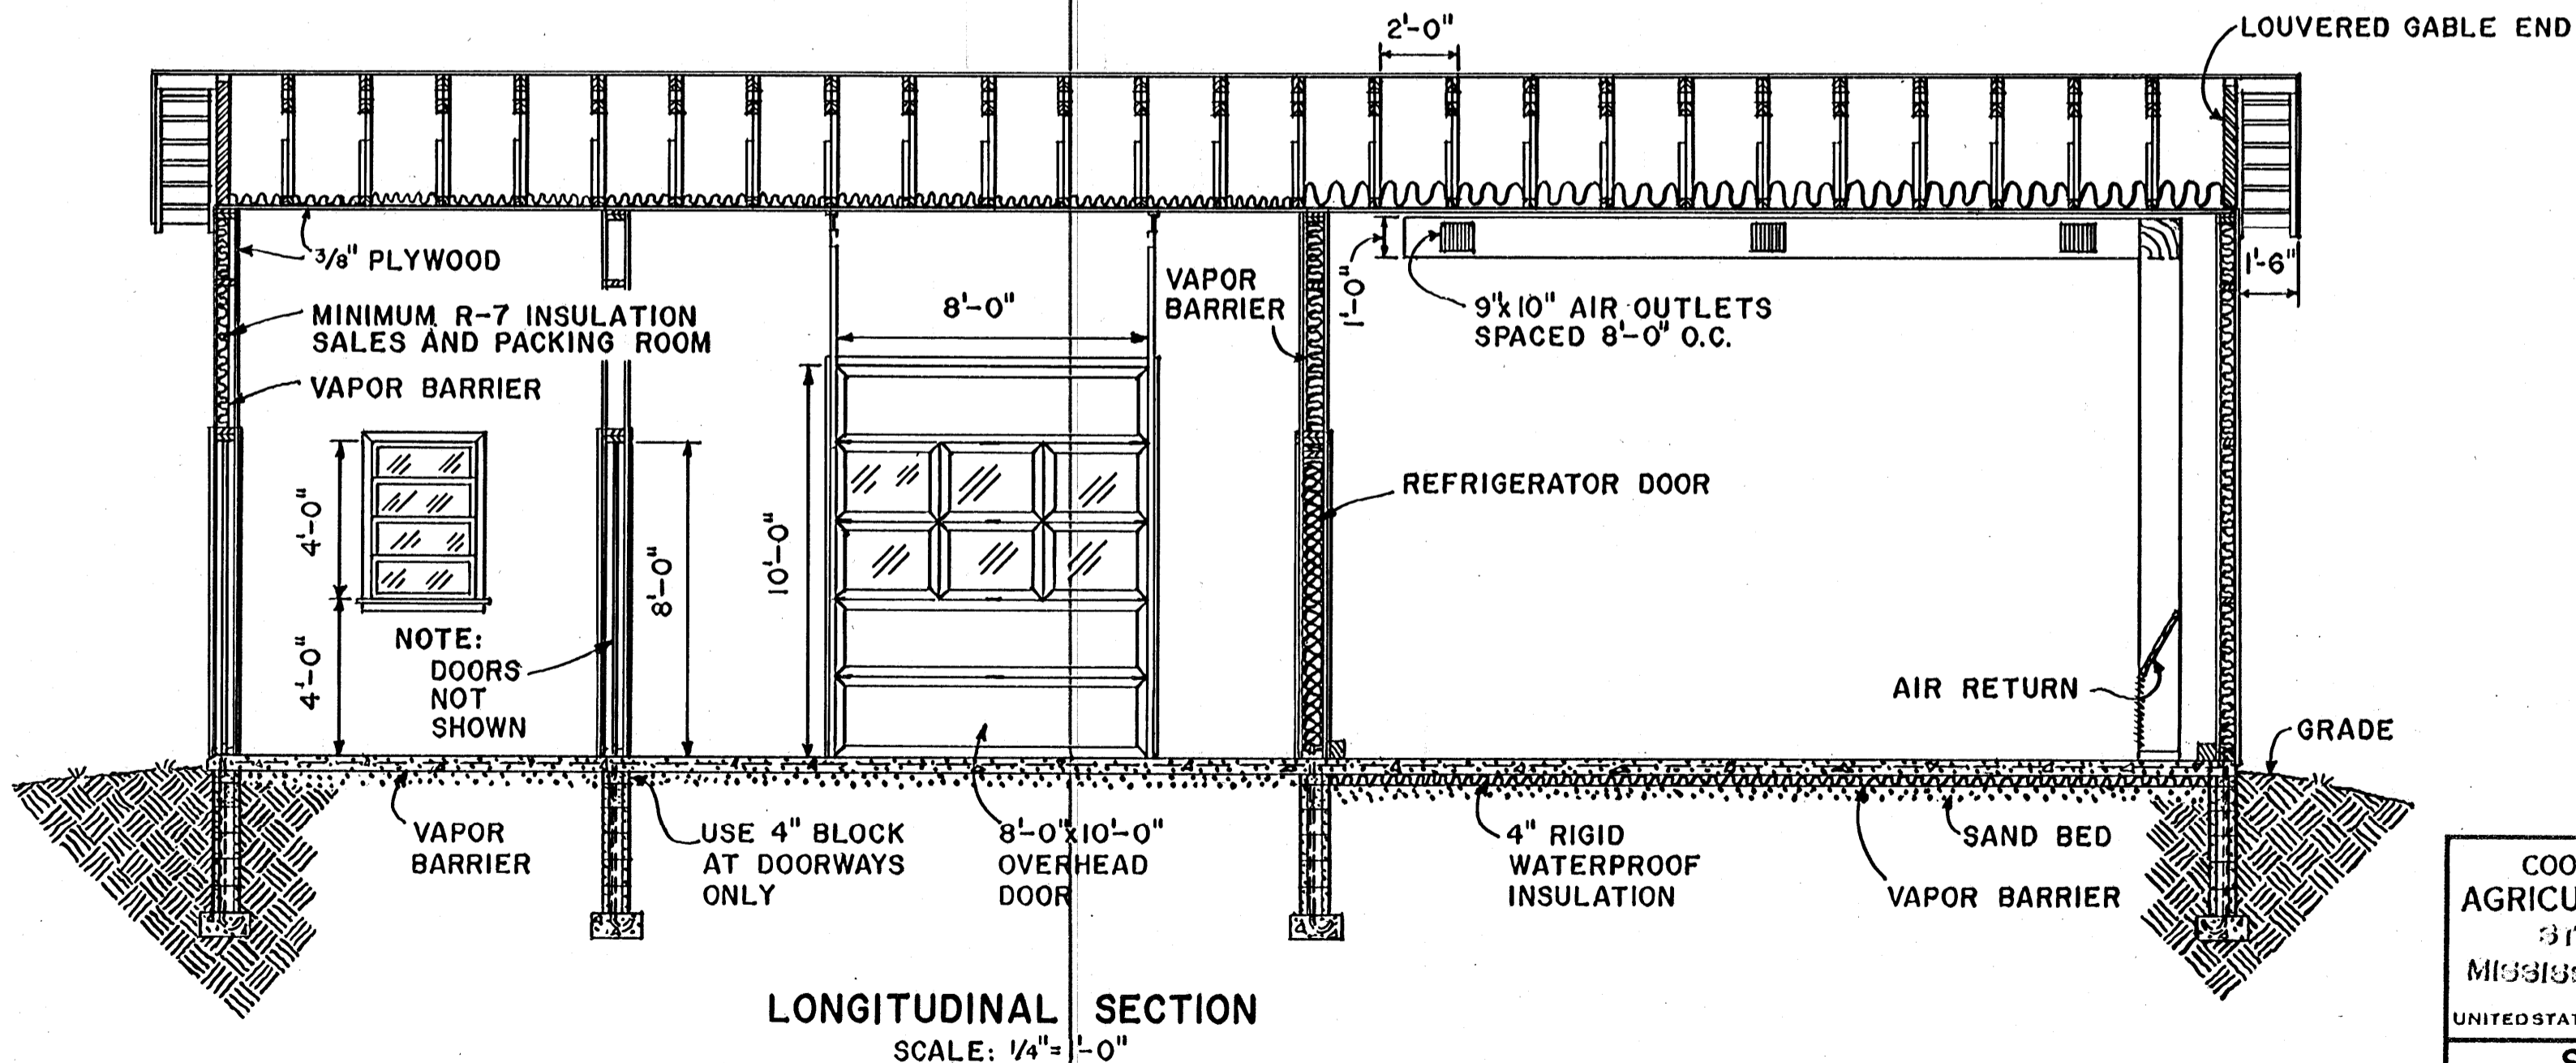 2'-0"
LOUVERED GABLE END
3/8" PLYWOOD
MINIMUM R-7 INSULATION
SALES AND PACKING ROOM
VAPOR BARRIER
8'-0"
VAPOR
BARRIER
1'-0"
9"x10" AIR OUTLETS
SPACED 8'-0" O.C.
1'-6"
4'-0"
4'-0"
NOTE:
DOORS
NOT
SHOWN
8'-0"
10'-0"
REFRIGERATOR DOOR
AIR RETURN
GRADE
VAPOR
BARRIER
USE 4" BLOCK
AT DOORWAYS
ONLY
8'-0"x10'-0"
OVERHEAD
DOOR
4" RIGID
WATERPROOF
INSULATION
SAND BED
VAPOR BARRIER
LONGITUDINAL SECTION
SCALE: 1/4"= 1'-0"
COO
AGRICU
UNITED STAT